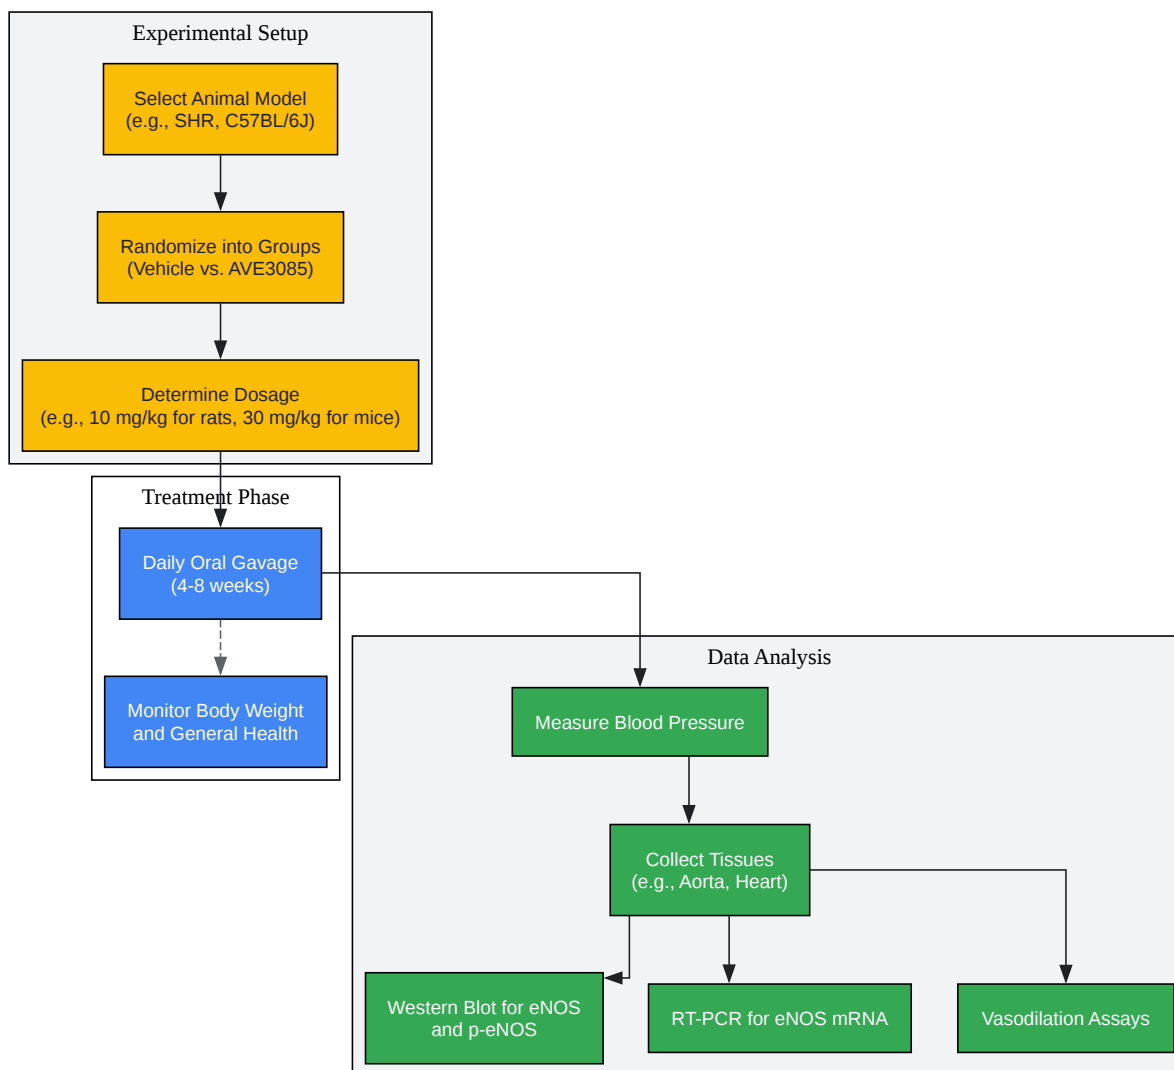 Experimental Setup
Select Animal Model
(e.g., SHR, C57BL/6J)
Randomize into Groups
(Vehicle vs. AVE3085)
Determine Dosage
(e.g., 10 mg/kg for rats, 30 mg/kg for mice)
Treatment Phase
Daily Oral Gavage
(4-8 weeks)
Monitor Body Weight
and General Health
Data Analysis
Measure Blood Pressure
Collect Tissues
(e.g., Aorta, Heart)
Western Blot for eNOS
and p-eNOS
RT-PCR for eNOS mRNA
Vasodilation Assays